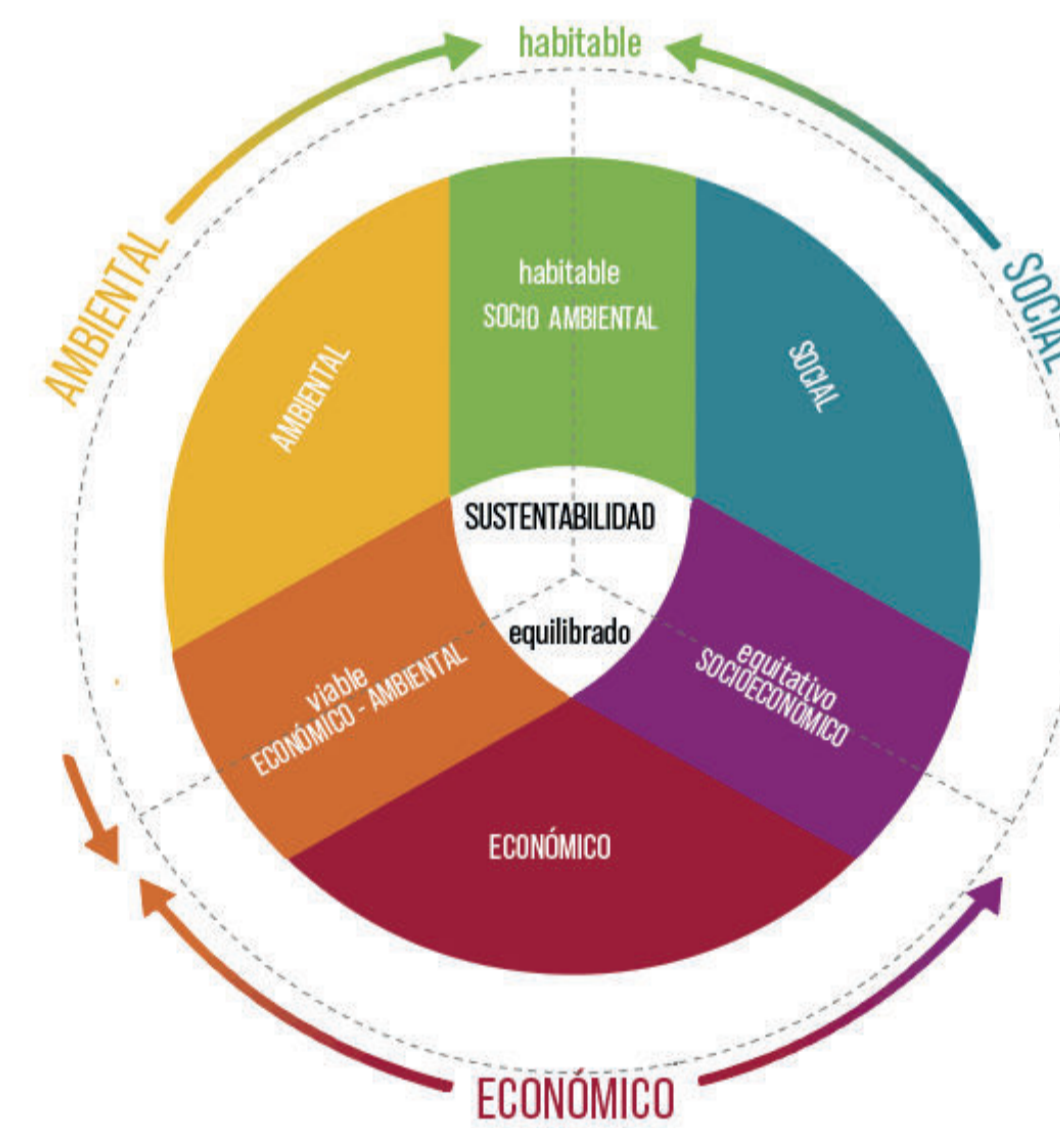 habitable
AMBIENTAL
SOCIAL
habitable
SOCIO AMBIENTAL
AMBIENTAL
SOCIAL
SUSTENTABILIDAD
equilibrado
viable
ECONÓMICO - AMBIENTAL
equitativo
SOCIOECONÓMICO
ECONÓMICO
ECONÓMICO